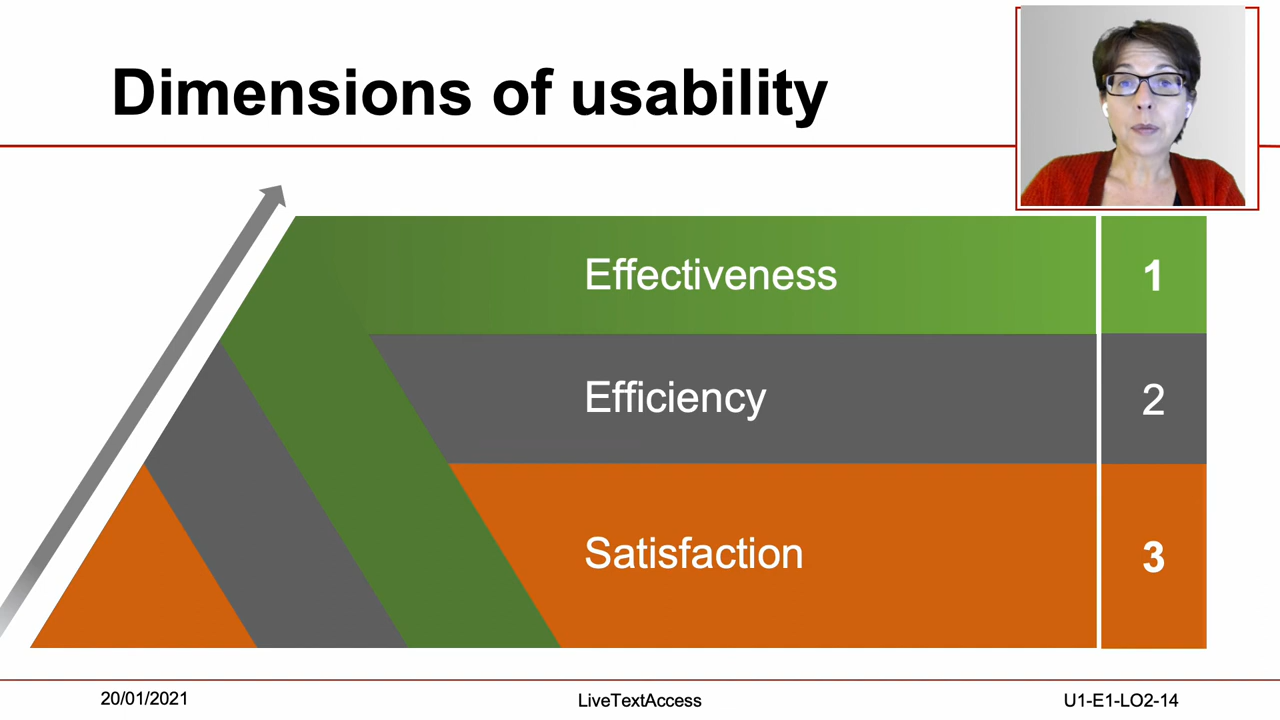 Dimensions of usability
Effectiveness
1
Efficiency
2
Satisfaction
3
20/01/2021
LiveTextAccess
U1-E1-LO2-14